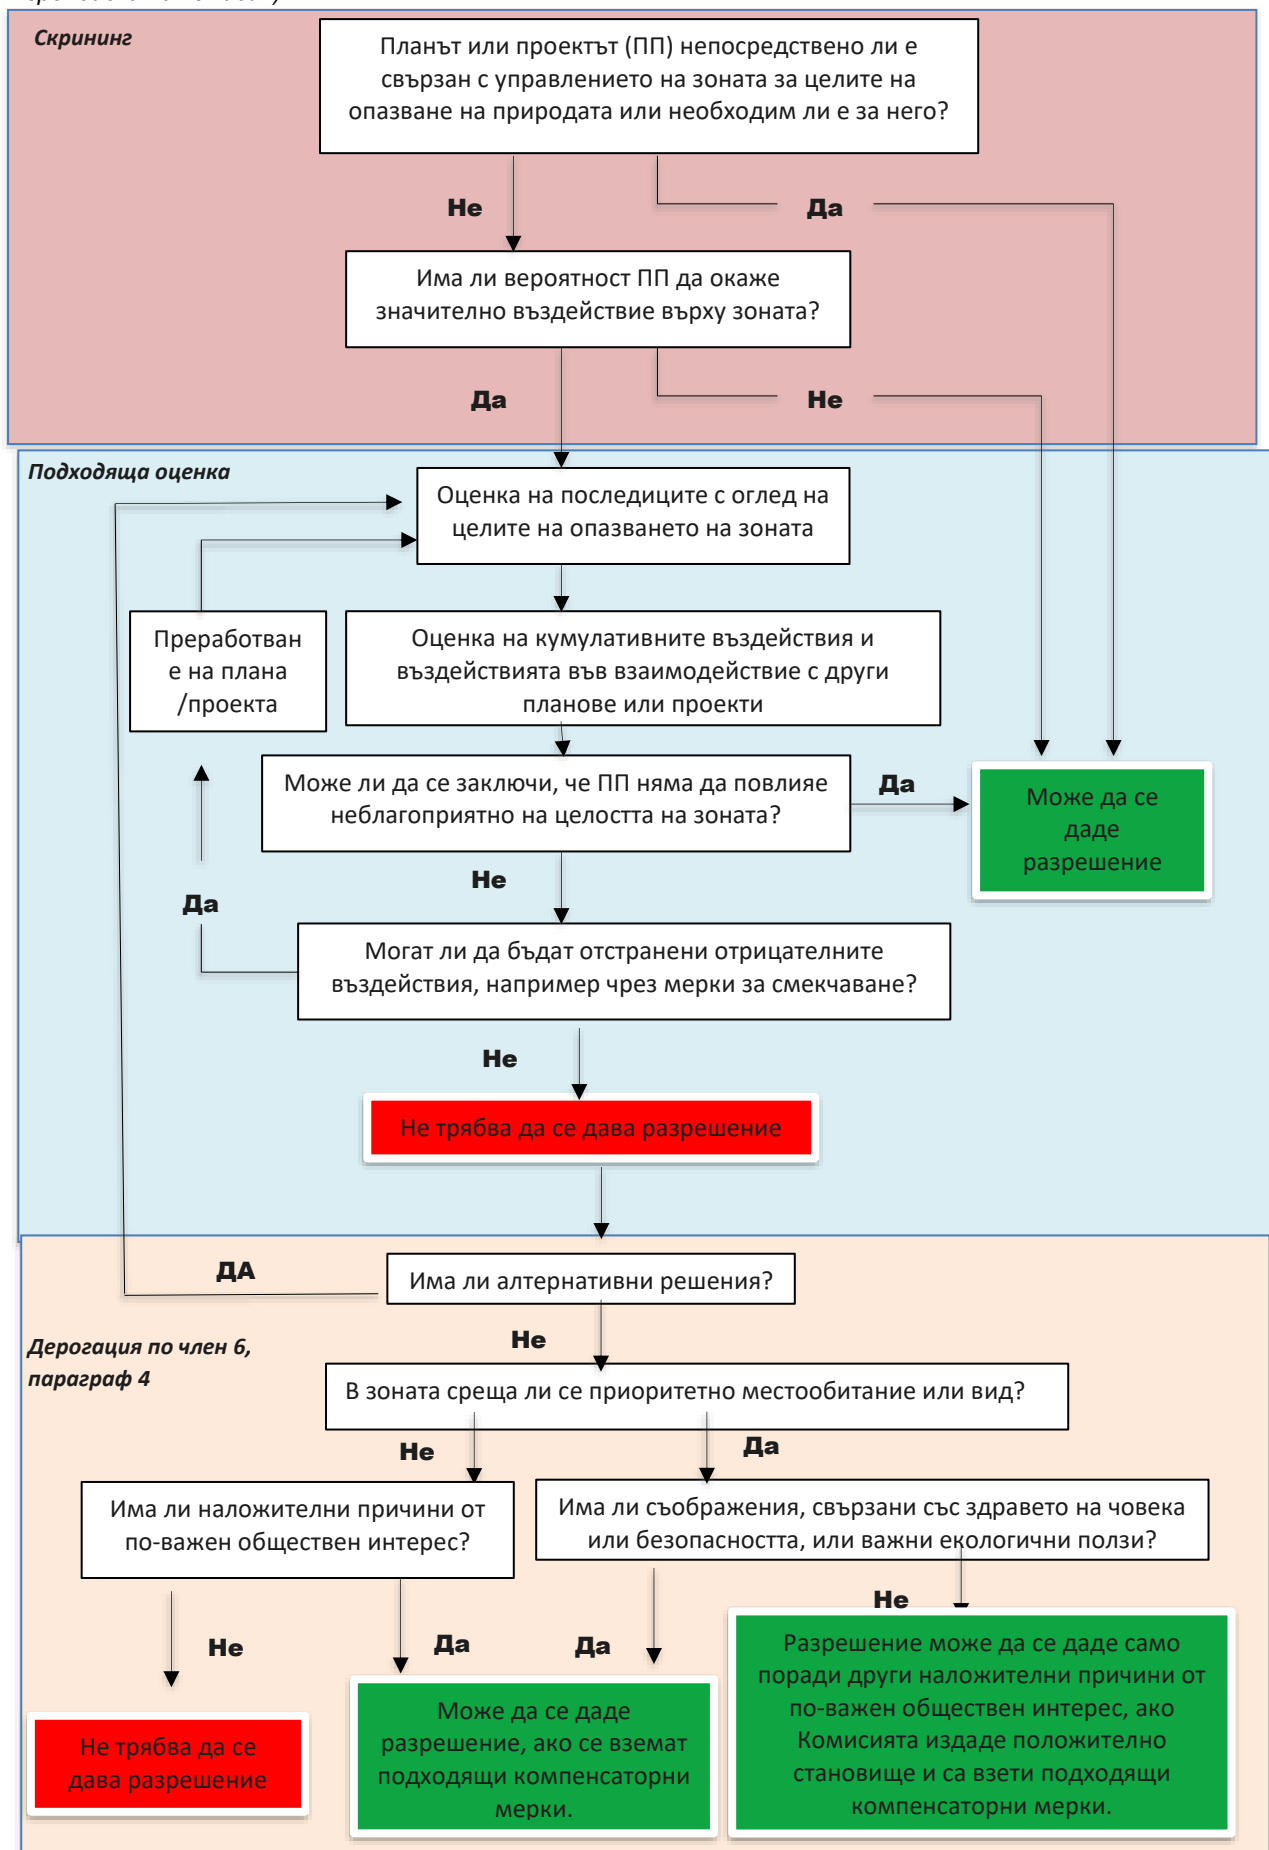 Скрининг
Планът или проектът (ПП) непосредствено ли е
свързан с управлението на зоната за целите на
опазване на природата или необходим ли е за него?
Не
Да
Има ли вероятност ПП да окаже
значително въздействие върху зоната?
Да
Не
Подходяща оценка
Оценка на последиците с оглед на
целите на опазването на зоната
Преработван
е на плана
/проекта
Оценка на кумулативните въздействия и
въздействията във взаимодействие с други
планове или проекти
Може ли да се заключи, че ПП няма да повлияе
неблагоприятно на целостта на зоната?
Да
Може да се
даде
разрешение
Не
Да
Могат ли да бъдат отстранени отрицателните
въздействия, например чрез мерки за смекчаване?
Не
Не трябва да се дава разрешение
ДА
Има ли алтернативни решения?
Не
Дерогация по член 6,
параграф 4
В зоната среща ли се приоритетно местообитание или вид?
Не
Да
Има ли наложителни причини от
по-важен обществен интерес?
Има ли съображения, свързани със здравето на човека
или безопасността, или важни екологични ползи?
Не
Да
Да
Не
Не трябва да се
дава разрешение
Може да се даде
разрешение, ако се вземат
подходящи компенсаторни
мерки.
Разрешение може да се даде само
поради други наложителни причини от
по-важен обществен интерес, ако
Комисията издаде положително
становище и са взети подходящи
компенсаторни мерки.